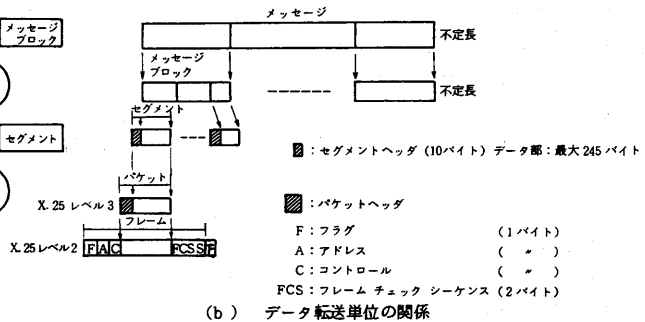 メッセージ
メッセージ
ブロック
不定長
メッセージ
ブロック
不定長
セグメント
セグメント
：セグメントヘッダ（10バイト）データ部：最大 245 バイト
パケット
X. 25 レベル 3
：パケットヘッダ
フレーム
X. 25 レベル 2
F A C FCS F
F：フラグ （1バイト）
A：アドレス （ 〃 ）
C：コントロール （ 〃 ）
FCS：フレーム チェック シーケンス （2バイト）
（b） データ転送単位の関係